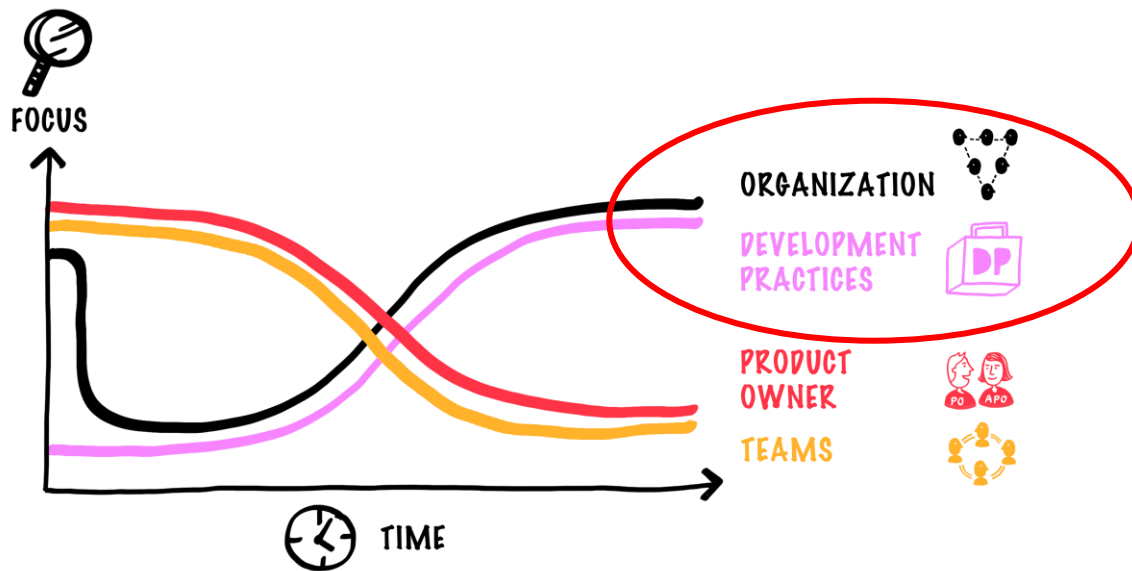 FOCUS
ORGANIZATION
DEVELOPMENT
PRACTICES
DP
PRODUCT
OWNER
PO APO
TEAMS
TIME